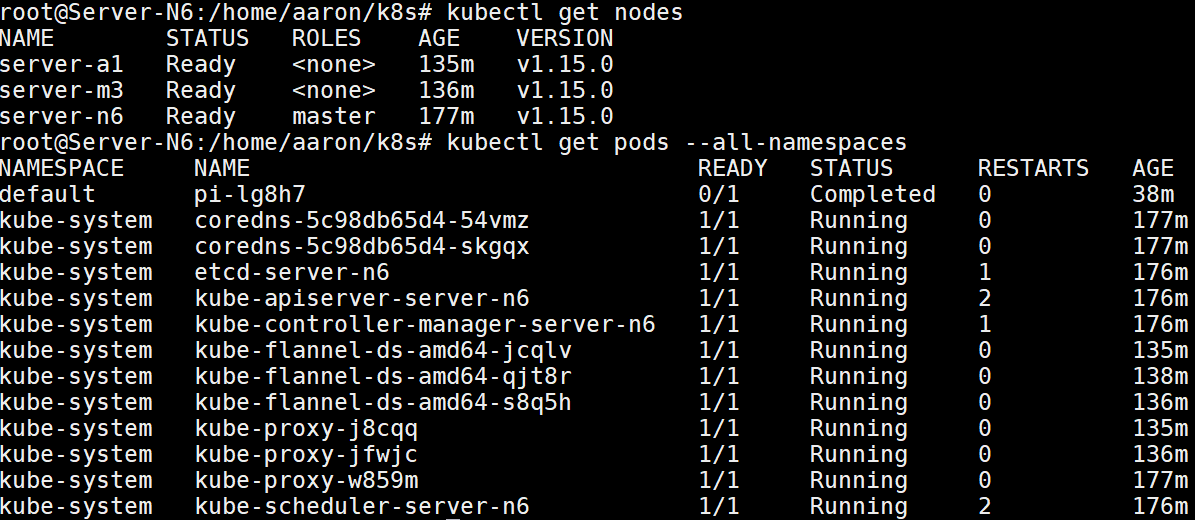 root@Server-N6:/home/aaron/k8s# kubectl get nodes
NAME        STATUS   ROLES    AGE    VERSION
server-a1   Ready    <none>   135m   v1.15.0
server-m3   Ready    <none>   136m   v1.15.0
server-n6   Ready    master   177m   v1.15.0
root@Server-N6:/home/aaron/k8s# kubectl get pods --all-namespaces
NAMESPACE     NAME                                READY   STATUS      RESTARTS   AGE
default       pi-lg8h7                            0/1     Completed   0          38m
kube-system   coredns-5c98db65d4-54vmz            1/1     Running     0          177m
kube-system   coredns-5c98db65d4-skgqx            1/1     Running     0          177m
kube-system   etcd-server-n6                      1/1     Running     1          176m
kube-system   kube-apiserver-server-n6            1/1     Running     2          176m
kube-system   kube-controller-manager-server-n6   1/1     Running     1          176m
kube-system   kube-flannel-ds-amd64-jcqlv         1/1     Running     0          135m
kube-system   kube-flannel-ds-amd64-qjt8r         1/1     Running     0          138m
kube-system   kube-flannel-ds-amd64-s8q5h         1/1     Running     0          136m
kube-system   kube-proxy-j8cqq                    1/1     Running     0          135m
kube-system   kube-proxy-jfwjc                    1/1     Running     0          136m
kube-system   kube-proxy-w859m                    1/1     Running     0          177m
kube-system   kube-scheduler-server-n6            1/1     Running     2          176m